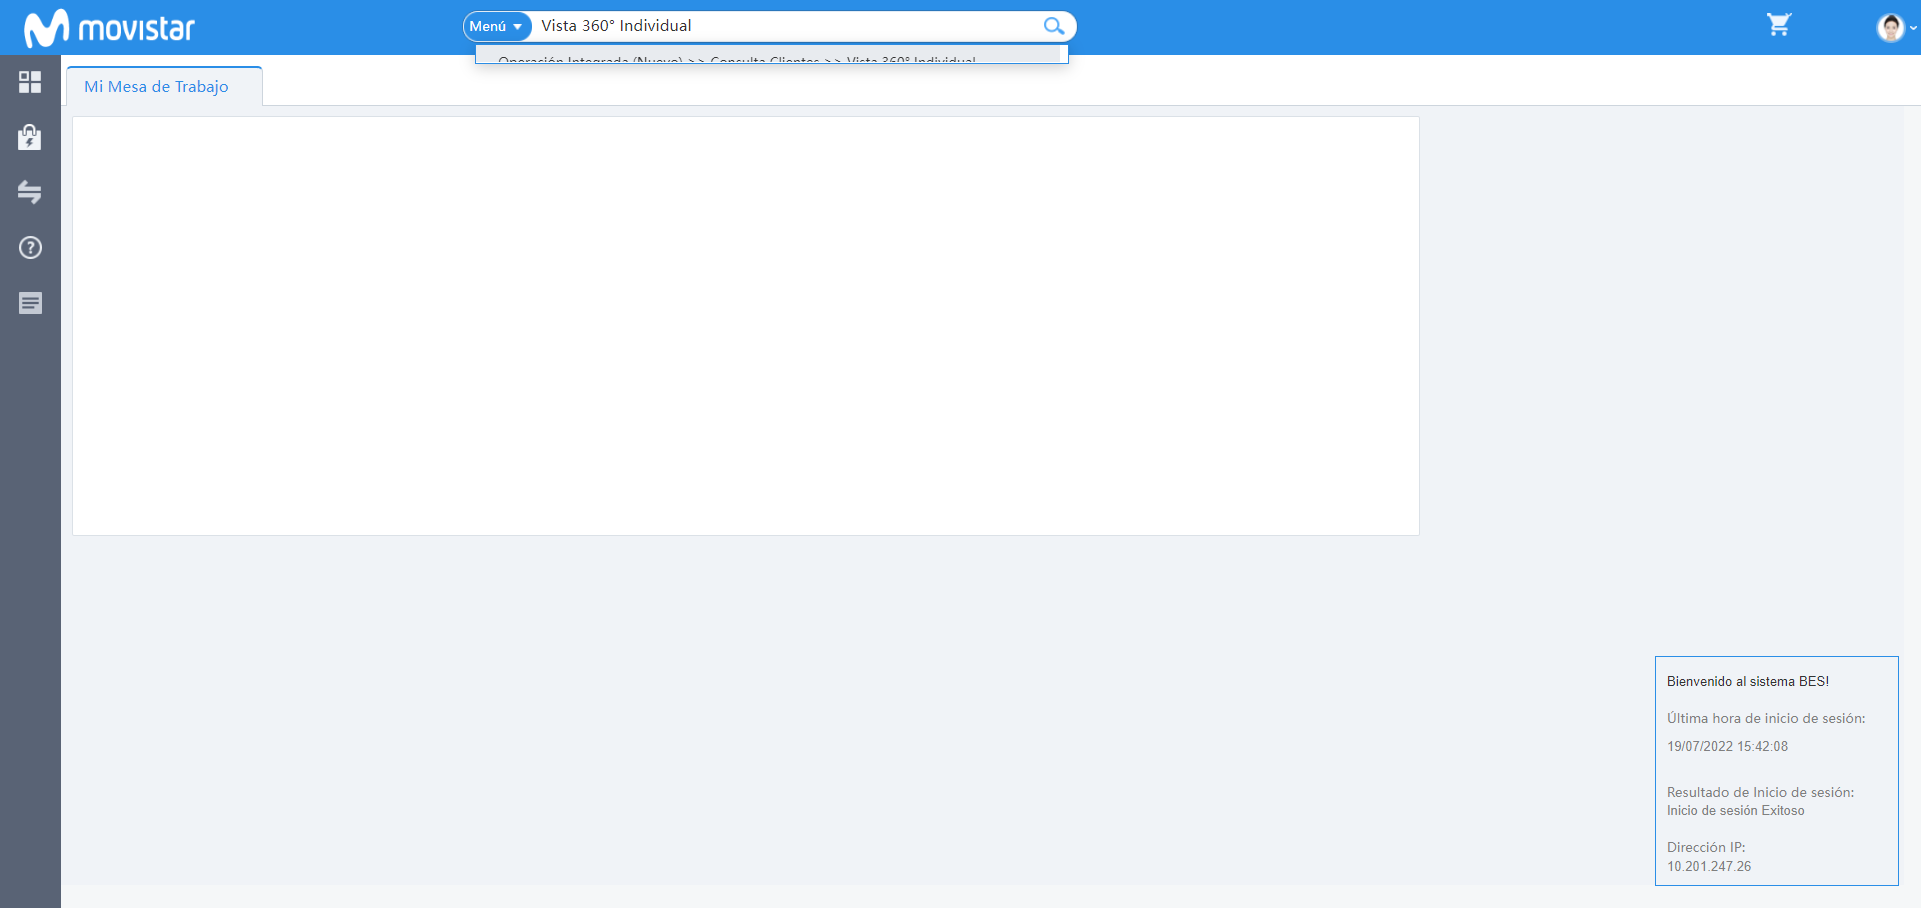 movistar
Menú
Vista 360° Individual
Operación Integrada (Nuevo) >> Consulta Clientes >> Vista 360° Individual
Mi Mesa de Trabajo
Bienvenido al sistema BES!
Última hora de inicio de sesión:
19/07/2022 15:42:08
Resultado de Inicio de sesión:
Inicio de sesión Exitoso
Dirección IP:
10.201.247.26